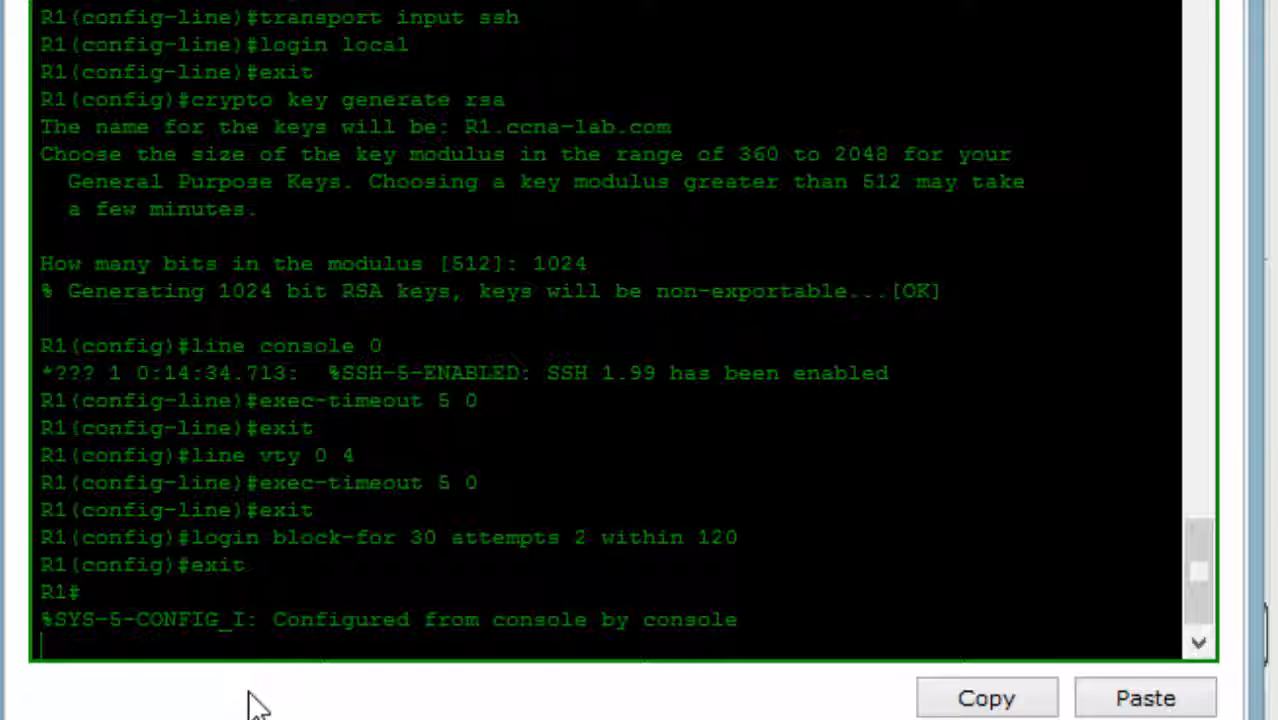 R1(config-line)#transport input ssh
R1(config-line)#login local
R1(config-line)#exit
R1(config)#crypto key generate rsa
The name for the keys will be: R1.ccna-lab.com
Choose the size of the key modulus in the range of 360 to 2048 for your
General Purpose Keys. Choosing a key modulus greater than 512 may take
a few minutes.
How many bits in the modulus [512]: 1024
% Generating 1024 bit RSA keys, keys will be non-exportable...[OK]
R1(config)#line console 0
*??? 1 0:14:34.713:  %SSH-5-ENABLED: SSH 1.99 has been enabled
R1(config-line)#exec-timeout 5 0
R1(config-line)#exit
R1(config)#line vty 0 4
R1(config-line)#exec-timeout 5 0
R1(config-line)#exit
R1(config)#login block-for 30 attempts 2 within 120
R1(config)#exit
R1#
%SYS-5-CONFIG_I: Configured from console by console
Copy Paste